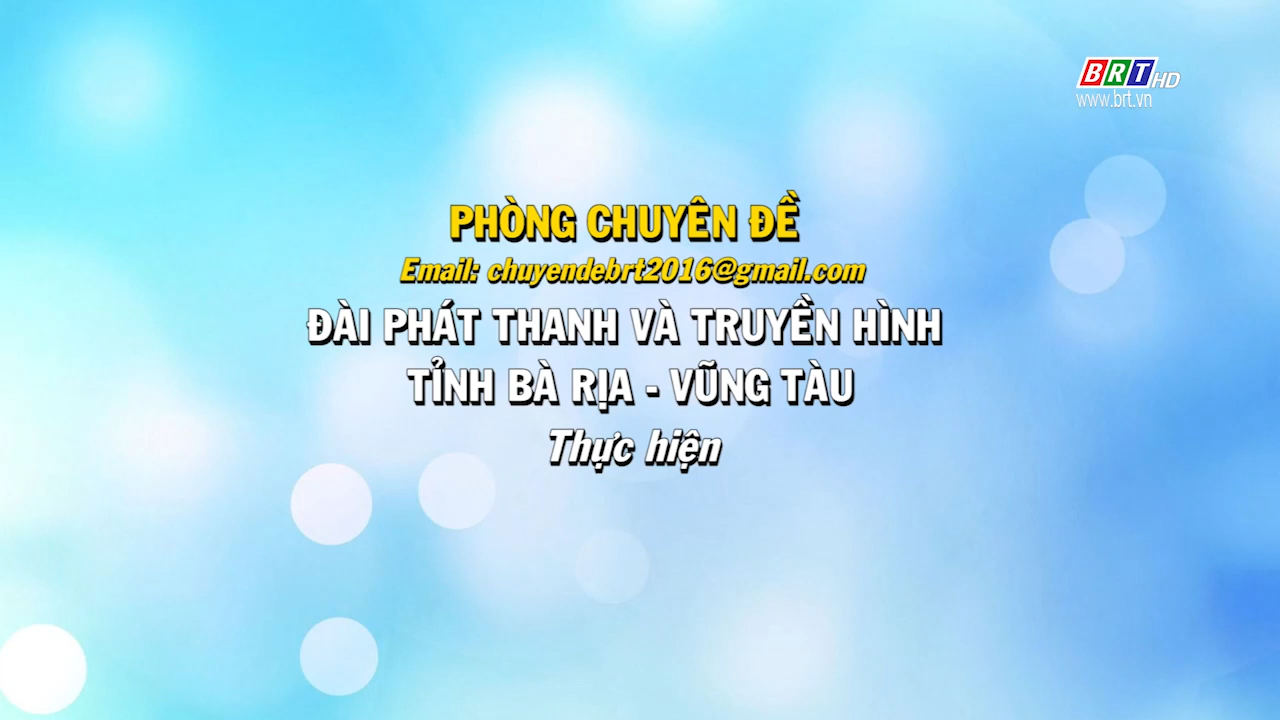 BRT HD
www.brt.vn
PHÒNG CHUYÊN ĐỀ
Email: chuyendebrt2016@gmail.com
ĐÀI PHÁT THANH VÀ TRUYỀN HÌNH
TỈNH BÀ RỊA - VŨNG TÀU
Thực hiện